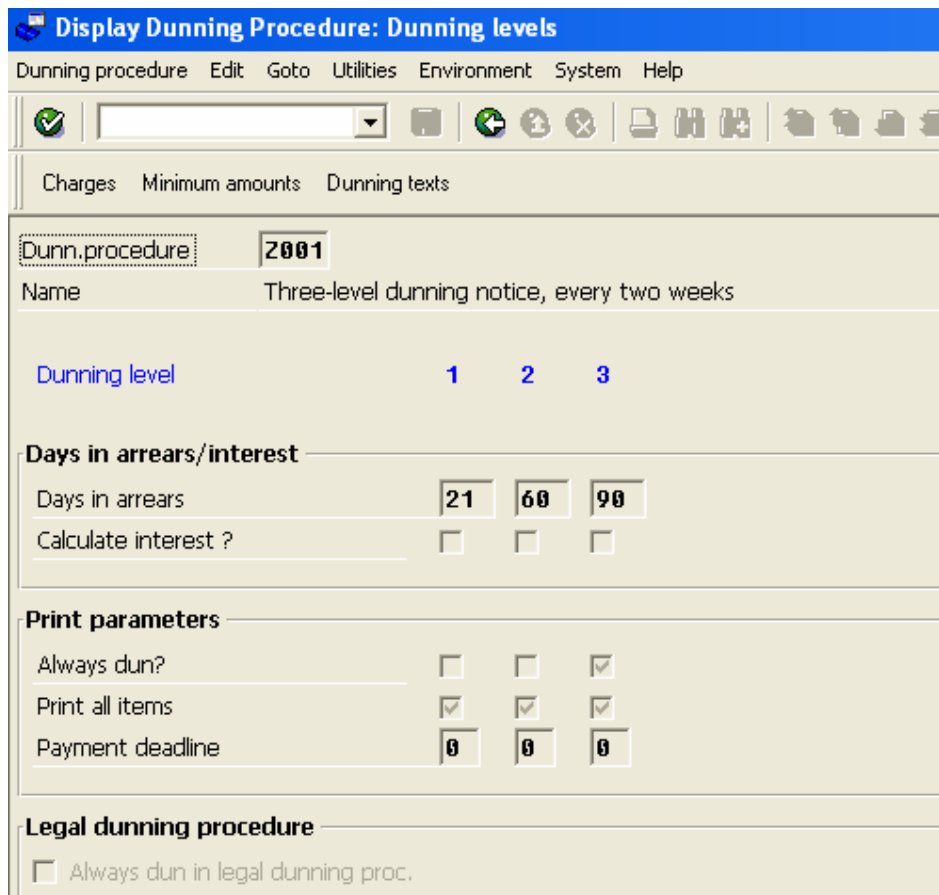 Display Dunning Procedure: Dunning levels
Dunning procedure Edit Goto Utilities Environment System Help
Charges Minimum amounts Dunning texts
Dunn.procedure Z001
Name Three-level dunning notice, every two weeks
Dunning level 1 2 3
Days in arrears/interest
Days in arrears 21 60 90
Calculate interest ?
Print parameters
Always dun?
Print all items
Payment deadline 0 0 0
Legal dunning procedure
Always dun in legal dunning proc.